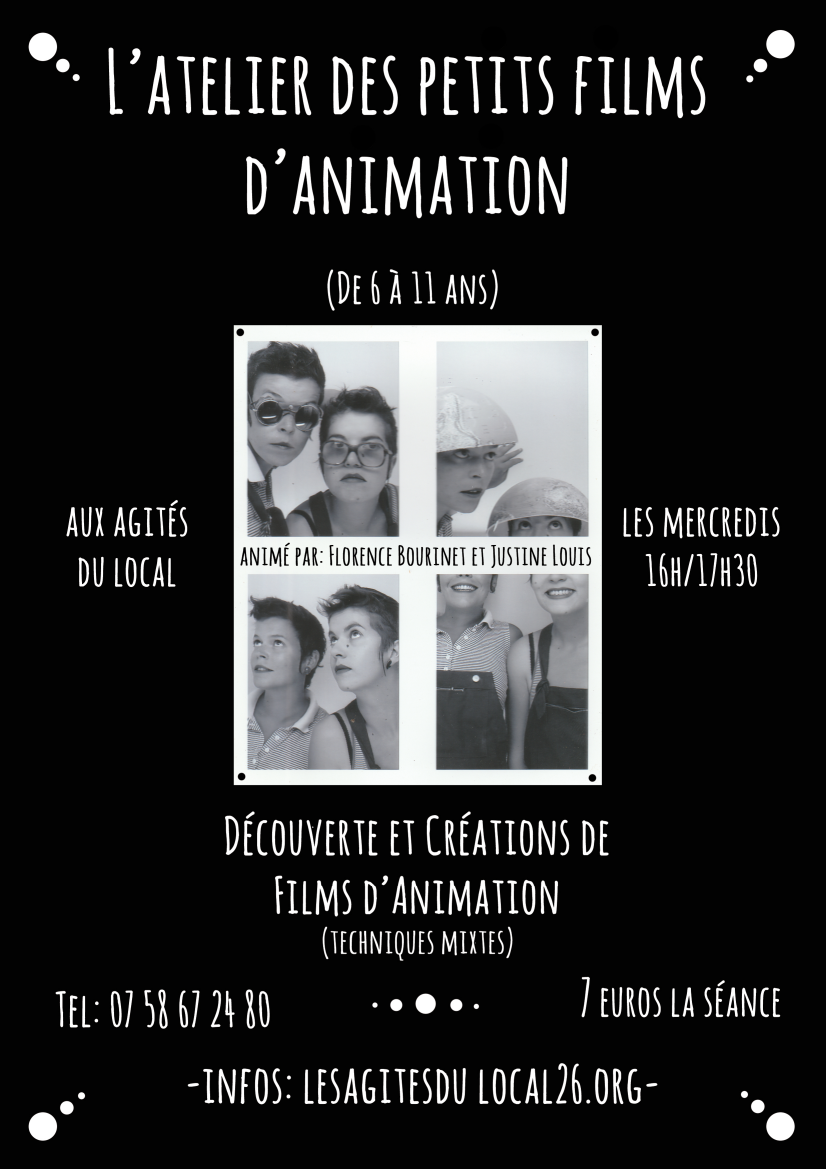 L'ATELIER DES PETITS FILMS
D'ANIMATION
(DE 6 À 11 ANS)
AUX AGITÉS
DU LOCAL
ANIMÉ PAR: FLORENCE BOURINET ET JUSTINE LOUIS
LES MERCREDIS
16H/17H30
DÉCOUVERTE ET CRÉATIONS DE
FILMS D'ANIMATION
(TECHNIQUES MIXTES)
TEL: 07 58 67 24 80
7 EUROS LA SÉANCE
-INFOS: LESAGITESDU LOCAL26.ORG-